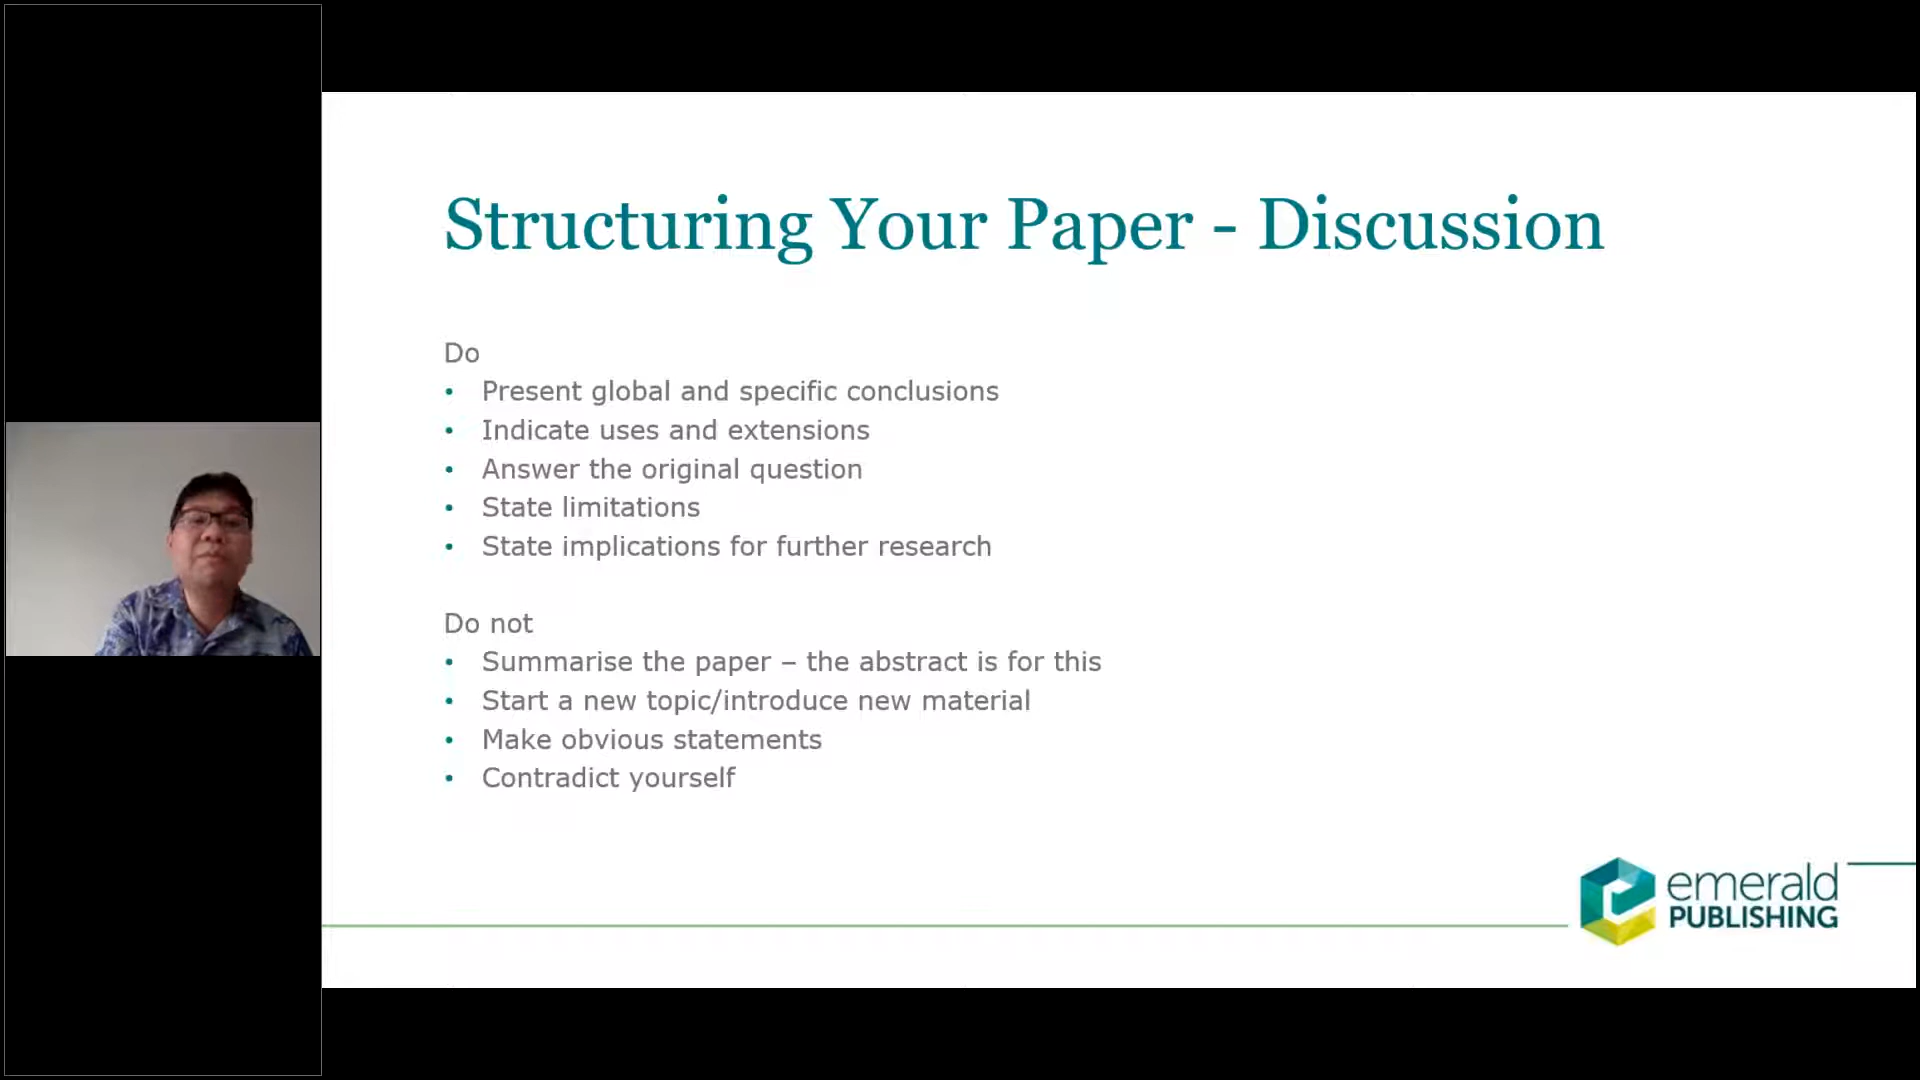 Structuring Your Paper - Discussion
Do
• Present global and specific conclusions
• Indicate uses and extensions
• Answer the original question
• State limitations
• State implications for further research
Do not
• Summarise the paper – the abstract is for this
• Start a new topic/introduce new material
• Make obvious statements
• Contradict yourself
emerald
PUBLISHING